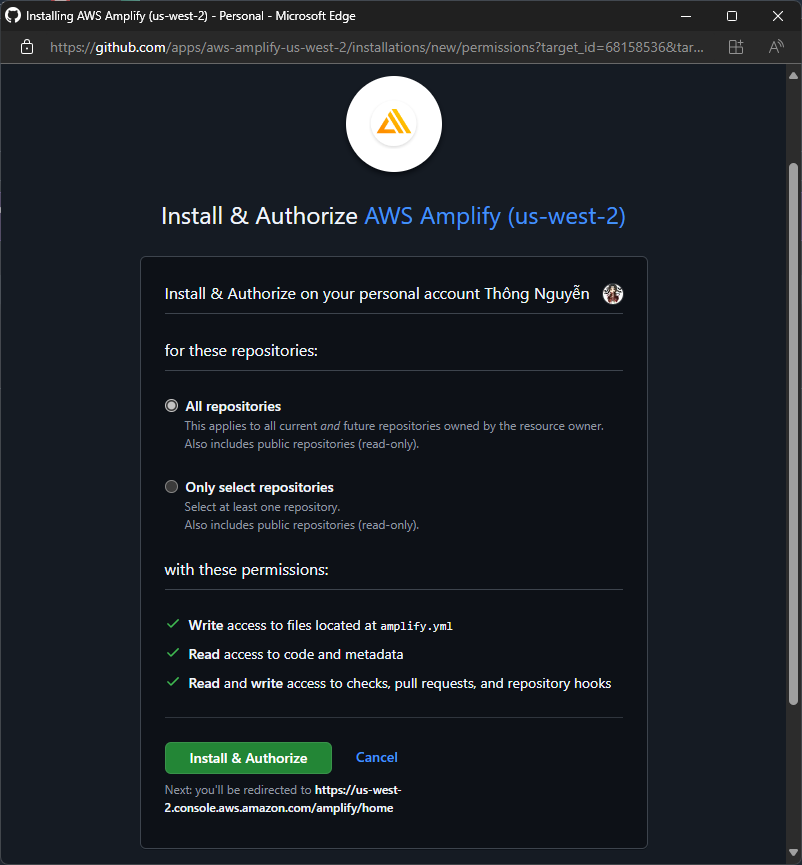 Installing AWS Amplify (us-west-2) - Personal - Microsoft Edge
https://github.com/apps/aws-amplify-us-west-2/installations/new/permissions?target_id=68158536&tar...
Install & Authorize AWS Amplify (us-west-2)
Install & Authorize on your personal account Thông Nguyễn
for these repositories:
All repositories
This applies to all current and future repositories owned by the resource owner.
Also includes public repositories (read-only).
Only select repositories
Select at least one repository.
Also includes public repositories (read-only).
with these permissions:
Write access to files located at amplify.yml
Read access to code and metadata
Read and write access to checks, pull requests, and repository hooks
Install & Authorize Cancel
Next: you'll be redirected to https://us-west-
2.console.aws.amazon.com/amplify/home